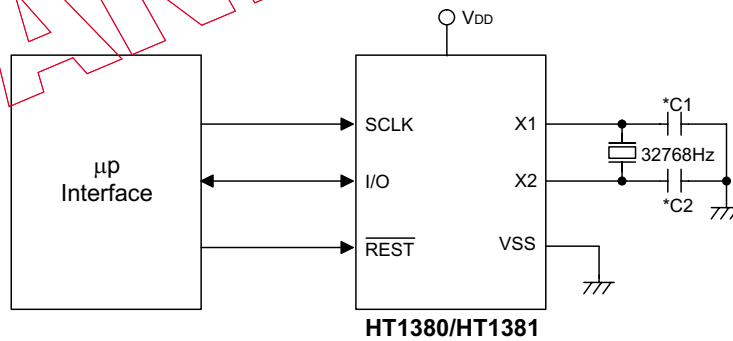 VDD
SCLK
X1
*C1
μp
Interface
32768Hz
I/O
X2
*C2
REST
VSS
HT1380/HT1381